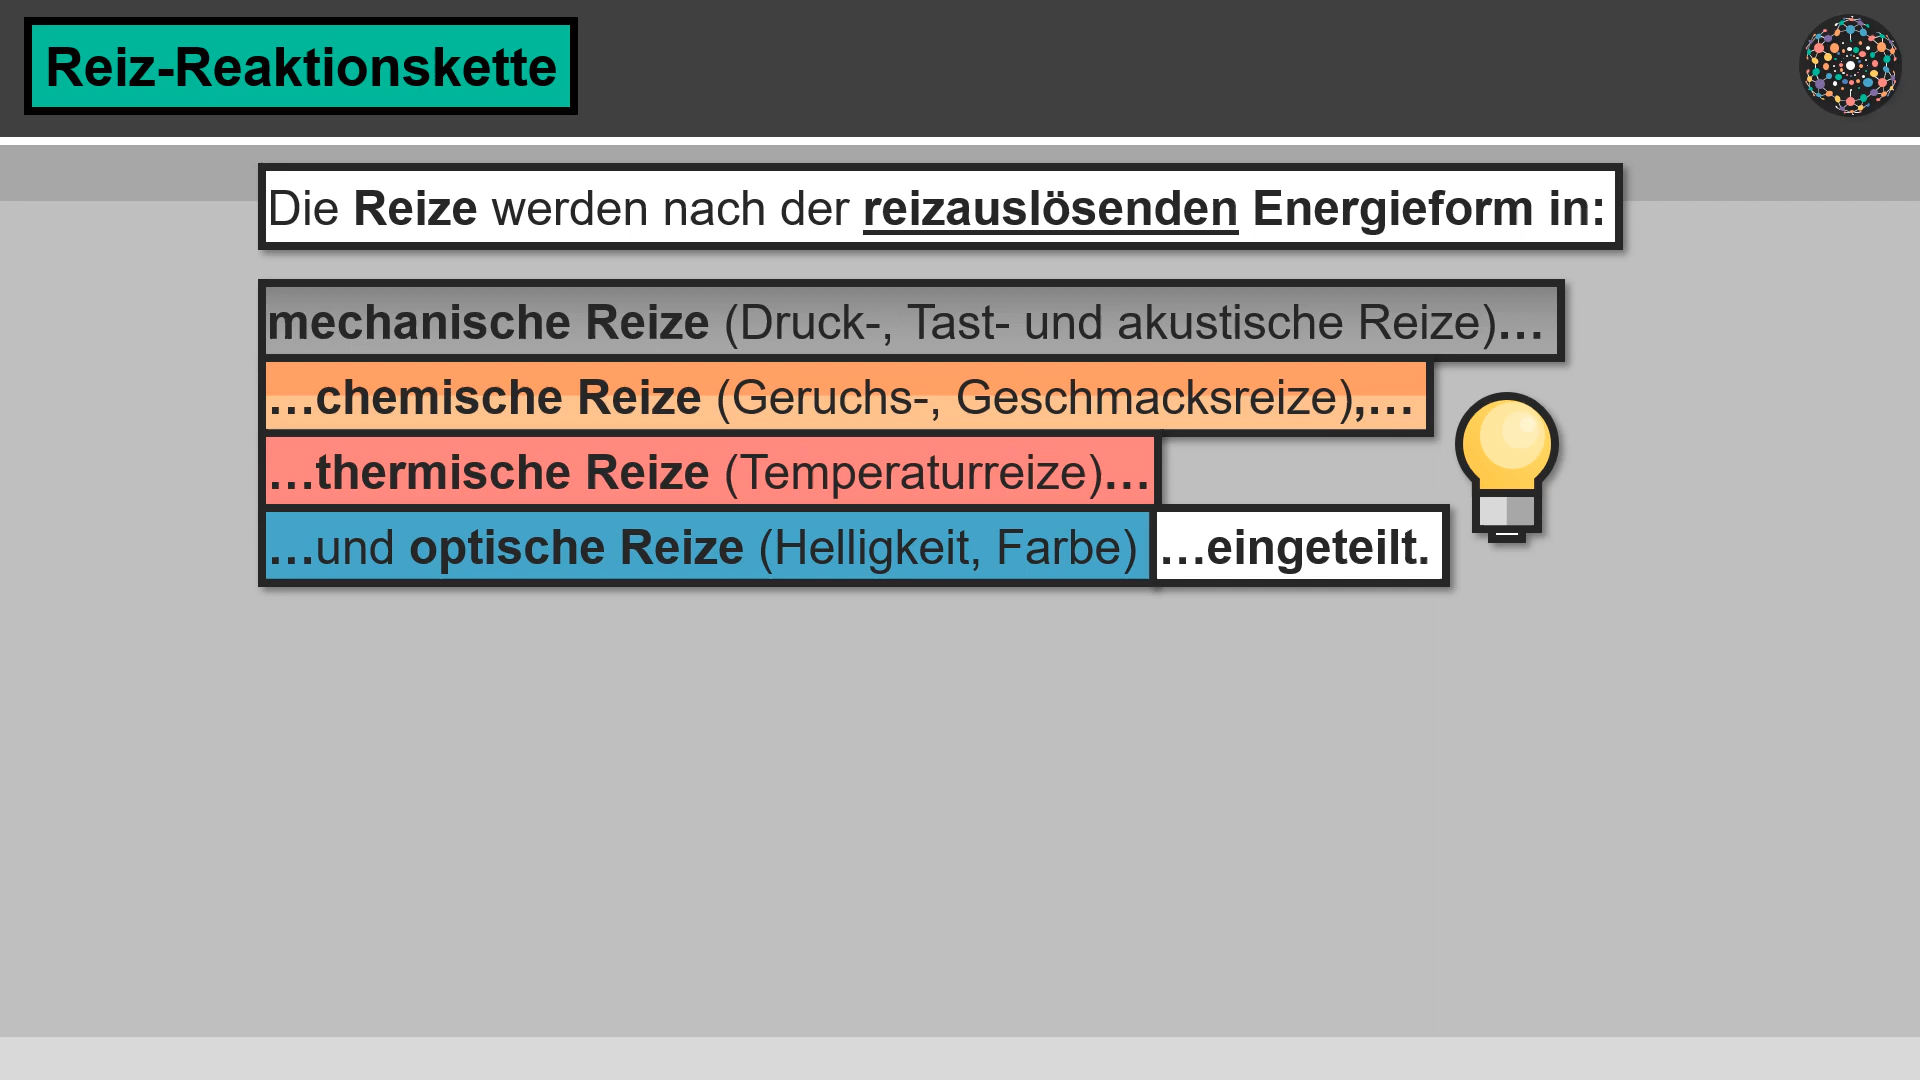 Reiz-Reaktionskette
Die Reize werden nach der reizauslösenden Energieform in:
mechanische Reize (Druck-, Tast- und akustische Reize)…
…chemische Reize (Geruchs-, Geschmacksreize),…
…thermische Reize (Temperaturreize)…
…und optische Reize (Helligkeit, Farbe) …eingeteilt.